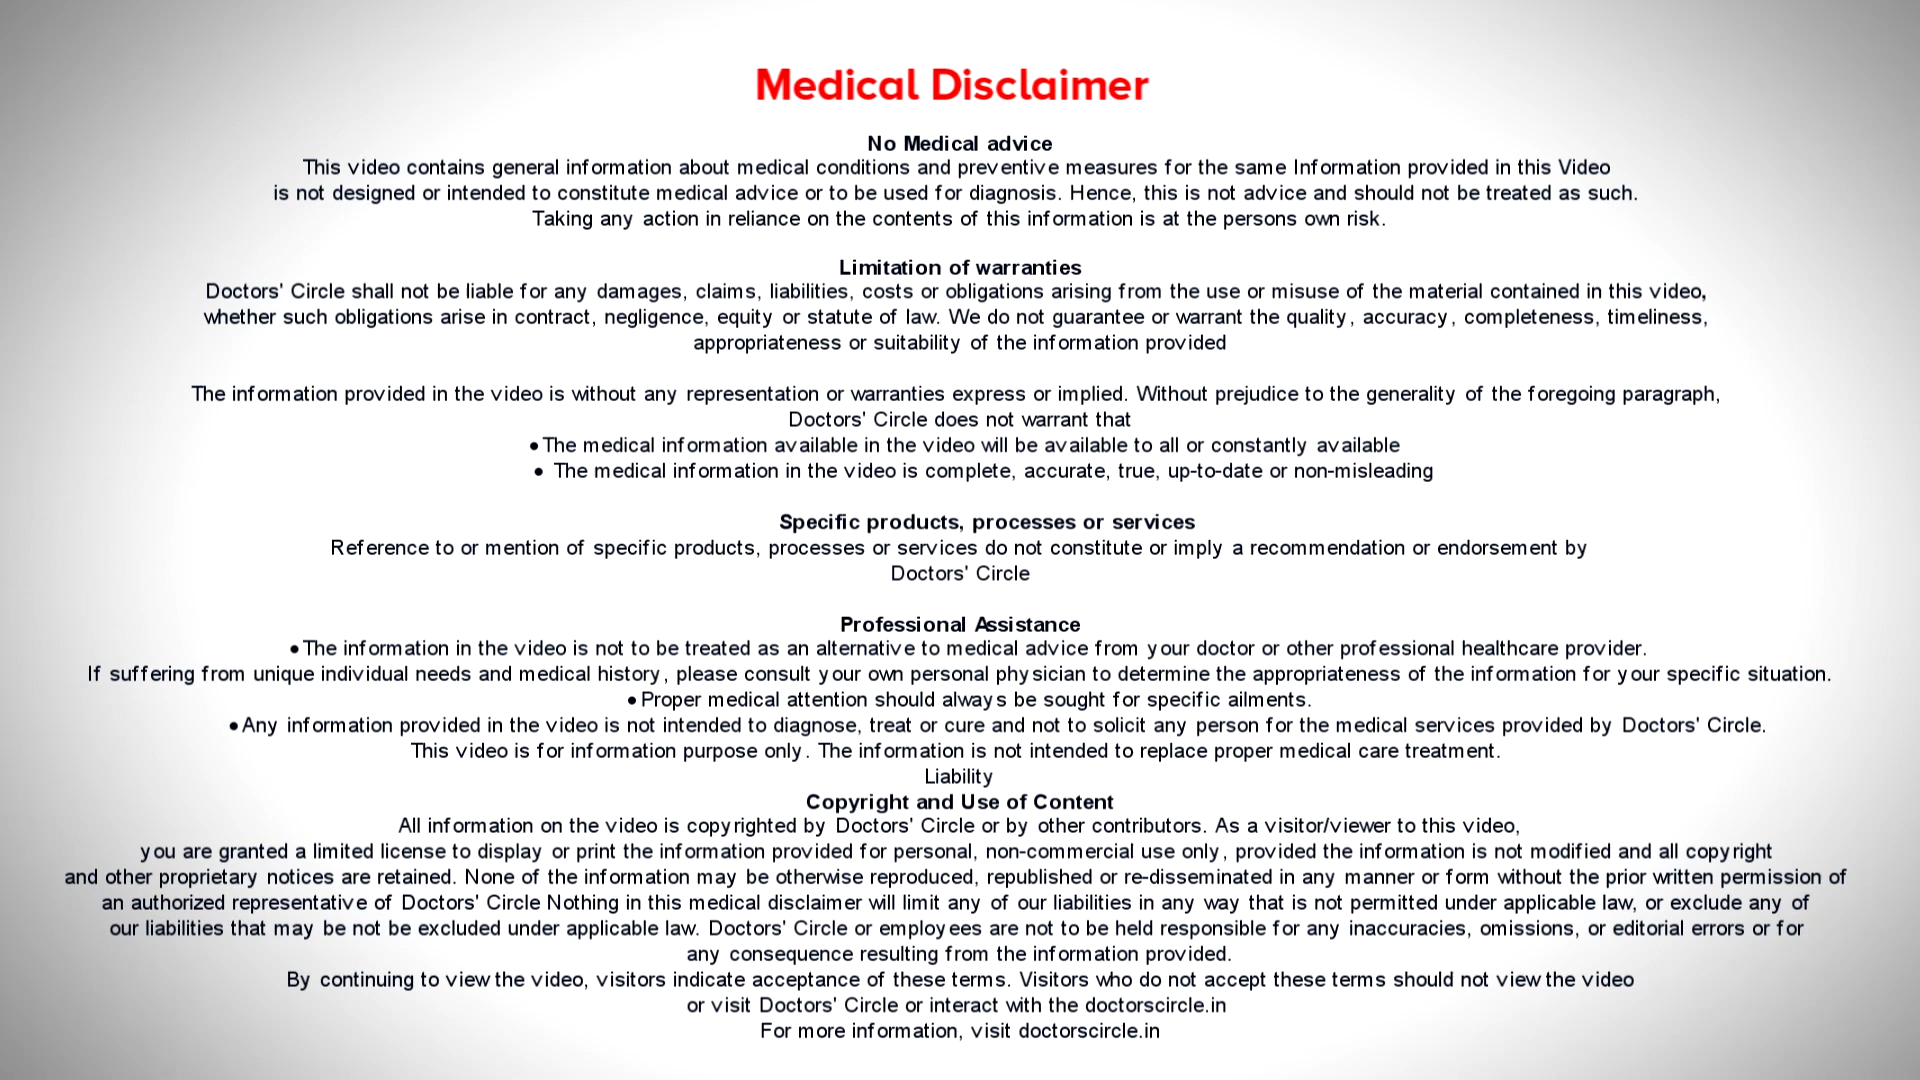 Medical Disclaimer
No Medical advice
This video contains general information about medical conditions and preventive measures for the same Information provided in this Video
is not designed or intended to constitute medical advice or to be used for diagnosis. Hence, this is not advice and should not be treated as such.
Taking any action in reliance on the contents of this information is at the persons own risk.
Limitation of warranties
Doctors' Circle shall not be liable for any damages, claims, liabilities, costs or obligations arising from the use or misuse of the material contained in this video,
whether such obligations arise in contract, negligence, equity or statute of law. We do not guarantee or warrant the quality, accuracy, completeness, timeliness,
appropriateness or suitability of the information provided
The information provided in the video is without any representation or warranties express or implied. Without prejudice to the generality of the foregoing paragraph,
Doctors' Circle does not warrant that
• The medical information available in the video will be available to all or constantly available
• The medical information in the video is complete, accurate, true, up-to-date or non-misleading
Specific products, processes or services
Reference to or mention of specific products, processes or services do not constitute or imply a recommendation or endorsement by
Doctors' Circle
Professional Assistance
• The information in the video is not to be treated as an alternative to medical advice from your doctor or other professional healthcare provider.
If suffering from unique individual needs and medical history, please consult your own personal physician to determine the appropriateness of the information for your specific situation.
• Proper medical attention should always be sought for specific ailments.
• Any information provided in the video is not intended to diagnose, treat or cure and not to solicit any person for the medical services provided by Doctors' Circle.
This video is for information purpose only. The information is not intended to replace proper medical care treatment.
Liability
Copyright and Use of Content
All information on the video is copyrighted by Doctors' Circle or by other contributors. As a visitor/viewer to this video,
you are granted a limited license to display or print the information provided for personal, non-commercial use only, provided the information is not modified and all copyright
and other proprietary notices are retained. None of the information may be otherwise reproduced, republished or re-disseminated in any manner or form without the prior written permission of
an authorized representative of Doctors' Circle Nothing in this medical disclaimer will limit any of our liabilities in any way that is not permitted under applicable law, or exclude any of
our liabilities that may be not be excluded under applicable law. Doctors' Circle or employees are not to be held responsible for any inaccuracies, omissions, or editorial errors or for
any consequence resulting from the information provided.
By continuing to view the video, visitors indicate acceptance of these terms. Visitors who do not accept these terms should not view the video
or visit Doctors' Circle or interact with the doctorscircle.in
For more information, visit doctorscircle.in